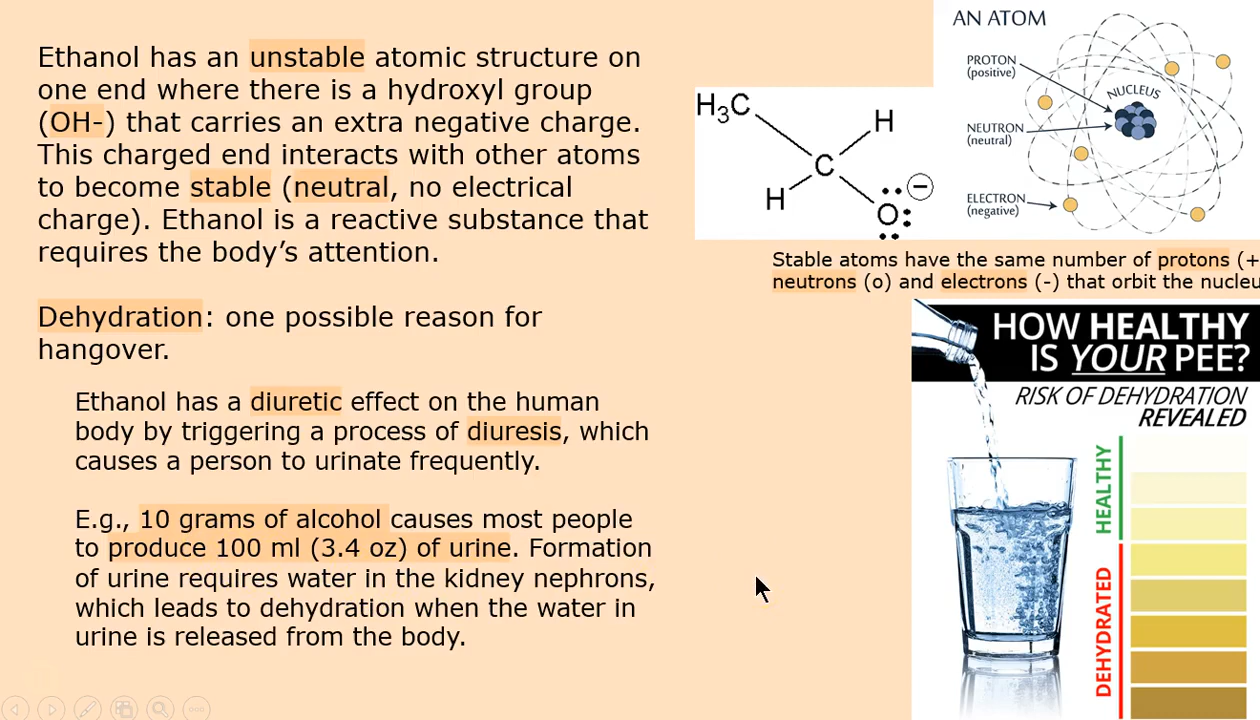 Ethanol has an unstable atomic structure on
one end where there is a hydroxyl group
(OH-) that carries an extra negative charge.
This charged end interacts with other atoms
to become stable (neutral, no electrical
charge). Ethanol is a reactive substance that
requires the body's attention.
Dehydration: one possible reason for
hangover.
Ethanol has a diuretic effect on the human
body by triggering a process of diuresis, which
causes a person to urinate frequently.
E.g., 10 grams of alcohol causes most people
to produce 100 ml (3.4 oz) of urine. Formation
of urine requires water in the kidney nephrons,
which leads to dehydration when the water in
urine is released from the body.
H3C
H
C
H
O
−
AN ATOM
PROTON
(positive)
NUCLEUS
NEUTRON
(neutral)
ELECTRON
(negative)
Stable atoms have the same number of protons (+
neutrons (o) and electrons (-) that orbit the nucleu
HOW HEALTHY
IS YOUR PEE?
RISK OF DEHYDRATION
REVEALED
HEALTHY
DEHYDRATED